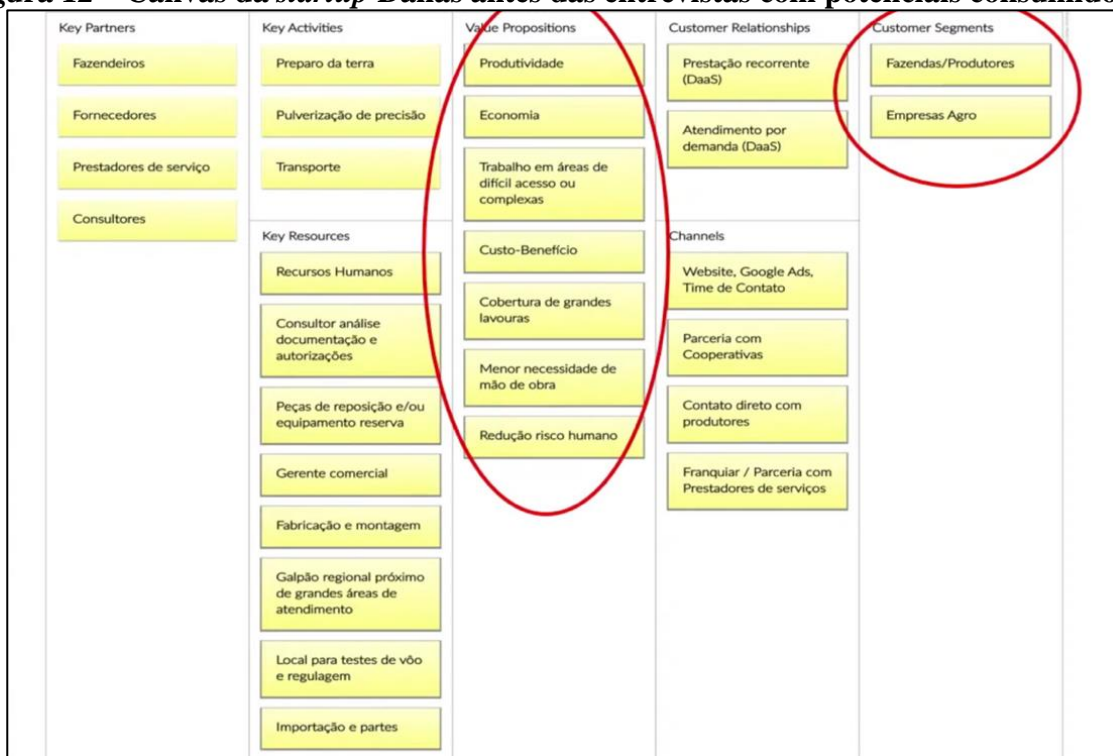 Canvas da startup
antes das entrevistas com potenciais
Key Partners
Fazendeiros
Fornecedores
Prestadores de serviço
Consultores
Key Activities
Preparo da terra
Pulverização de precisão
Transporte
Key Resources
Recursos Humanos
Consultor análise
documentação e
autorizações
Peças de reposição e/ou
equipamento reserva
Gerente comercial
Fabricação e montagem
Galpão regional próximo
de grandes áreas de
atendimento
Local para testes de vôo
e regulagem
Importação e partes
Value Propositions
Produtividade
Economia
Trabalho em áreas de
difícil acesso ou
complexas
Custo-Benefício
Cobertura de grandes
lavouras
Menor necessidade de
mão de obra
Redução risco humano
Customer Relationships
Prestação recorrente
(DaaS)
Atendimento por
demanda (DaaS)
Channels
Website, Google Ads,
Time de Contato
Parceria com
Cooperativas
Contato direto com
produtores
Franquiar / Parceria com
Prestadores de serviços
Customer Segments
Fazendas/Produtores
Empresas Agro